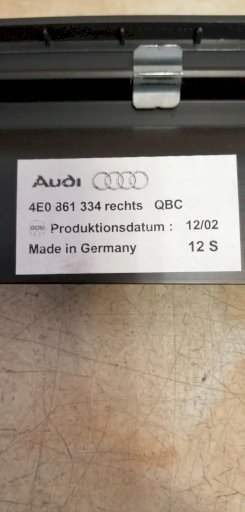 Audi
4E0 861 334 rechts QBC
Produktionsdatum : 12/02
Made in Germany 12 S